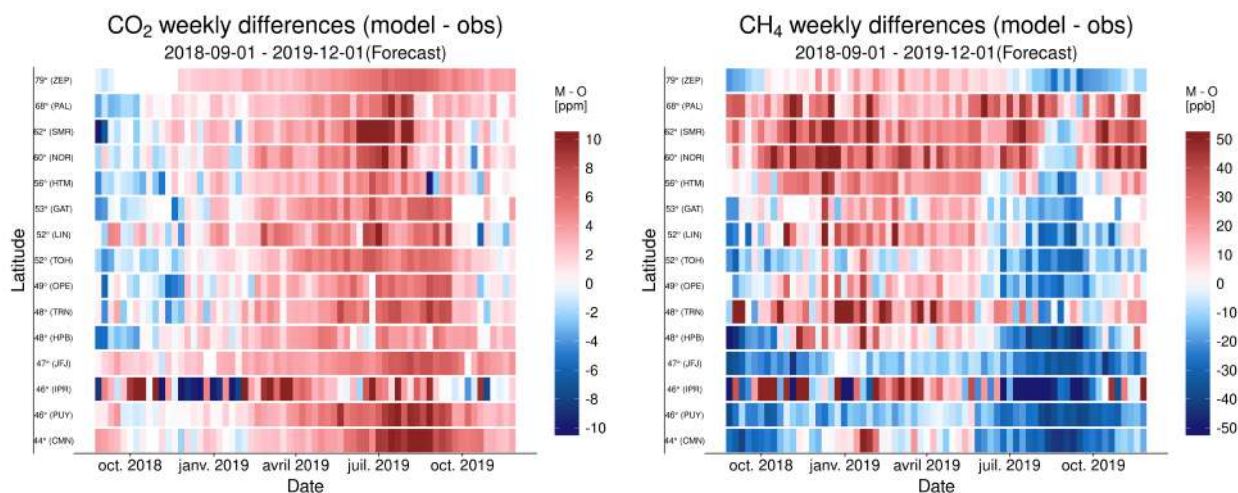 CO₂ weekly differences (model - obs)
2018-09-01 - 2019-12-01(Forecast)
Latitude
79° (ZEP)
68° (PAL)
62° (SMR)
60° (NOR)
56° (HTM)
53° (GAT)
52° (LIN)
52° (TOH)
49° (OPE)
48° (TRN)
48° (HPB)
47° (JFJ)
46° (IPR)
46° (PUY)
44° (CMN)
oct. 2018 janv. 2019 avril 2019 juil. 2019 oct. 2019
Date
M - O
[ppm]
10
8
6
4
2
0
-2
-4
-6
-8
-10
CH₄ weekly differences (model - obs)
2018-09-01 - 2019-12-01(Forecast)
Latitude
79° (ZEP)
68° (PAL)
62° (SMR)
60° (NOR)
56° (HTM)
53° (GAT)
52° (LIN)
52° (TOH)
49° (OPE)
48° (TRN)
48° (HPB)
47° (JFJ)
46° (IPR)
46° (PUY)
44° (CMN)
oct. 2018 janv. 2019 avril 2019 juil. 2019 oct. 2019
Date
M - O
[ppb]
50
40
30
20
10
0
-10
-20
-30
-40
-50